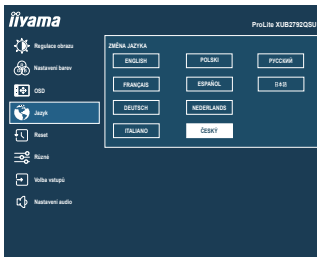 iiyama
ProLite XUB2792QSU
Regulace obrazu
Nastavení barev
OSD
Jazyk
Reset
Různé
Volba vstupů
Nastavení audio
ZMĚNA JAZYKA
ENGLISH
POLSKI
РУССКИЙ
FRANÇAIS
ESPAÑOL
日本語
DEUTSCH
NEDERLANDS
ITALIANO
ČESKÝ